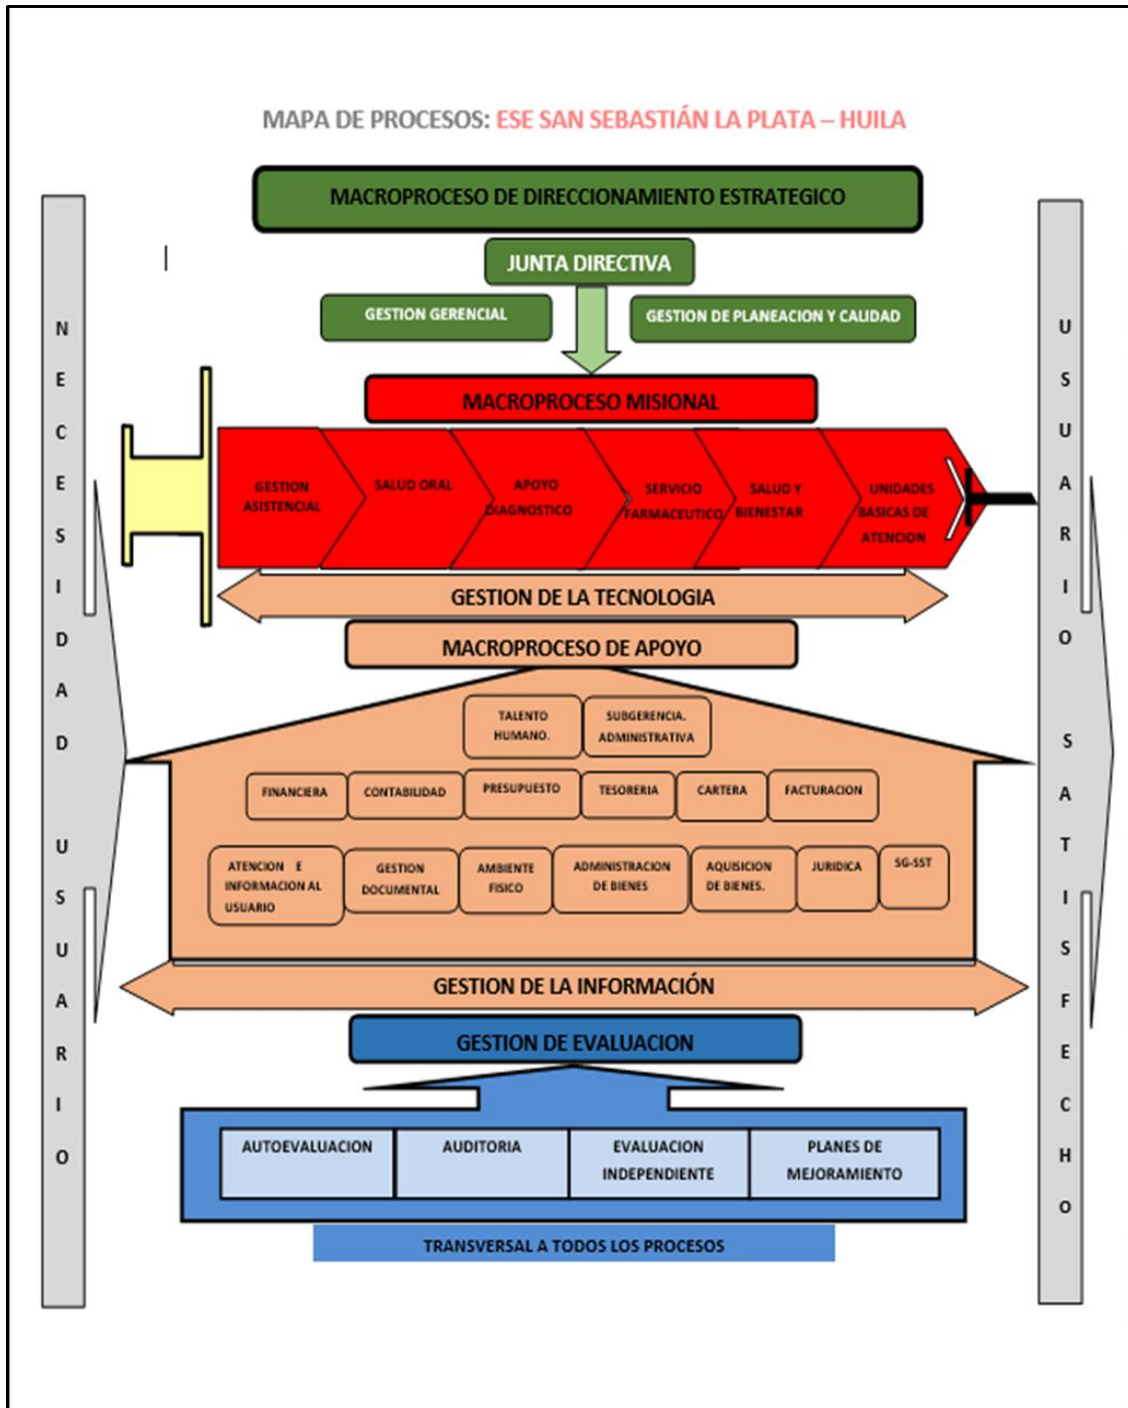 MAPA DE PROCESOS: ESE SAN SEBASTIÁN LA PLATA – HUILA
MACROPROCESO DE DIRECCIONAMIENTO ESTRATEGICO
JUNTA DIRECTIVA
GESTION GERENCIAL
GESTION DE PLANEACION Y CALIDAD
NECESIDAD USUARIO
MACROPROCESO MISIONAL
GESTION
ASISTENCIAL
SALUD ORAL
APOYO
DIAGNOSTICO
SERVICIO
FARMACEUTICO
SALUD Y
BIENESTAR
UNIDADES
BASICAS DE
ATENCION
GESTION DE LA TECNOLOGIA
MACROPROCESO DE APOYO
TALENTO
HUMANO.
SUBGERENCIA.
ADMINISTRATIVA
FINANCIERA
CONTABILIDAD
PRESUPUESTO
TESORERIA
CARTERA
FACTURACION
ATENCION E
INFORMACION AL
USUARIO
GESTION
DOCUMENTAL
AMBIENTE
FISICO
ADMINISTRACION
DE BIENES
AQUISICION
DE BIENES.
JURIDICA
SG-SST
GESTION DE LA INFORMACIÓN
GESTION DE EVALUACION
AUTOEVALUACION
AUDITORIA
EVALUACION
INDEPENDIENTE
PLANES DE
MEJORAMIENTO
TRANSVERSAL A TODOS LOS PROCESOS
USUARIO SATISFECHO